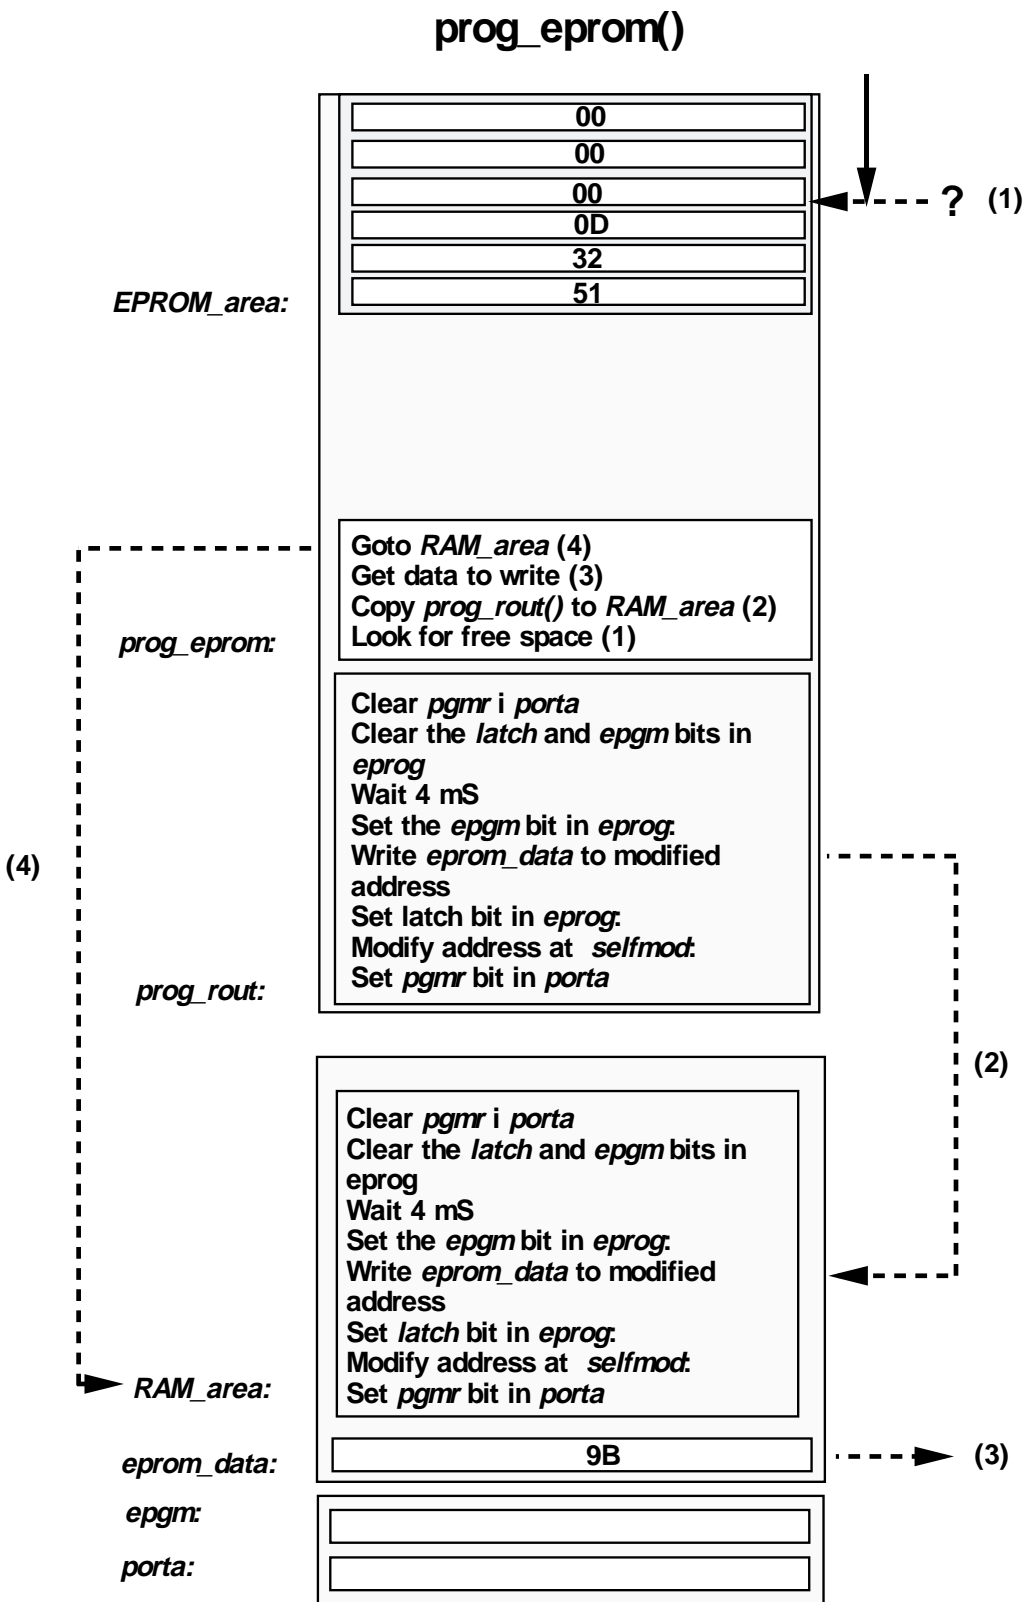 prog_eprom()
00
00
00
? (1)
0D
32
51
EPROM_area:
Goto RAM_area (4)
Get data to write (3)
Copy prog_rout() to RAM_area (2)
Look for free space (1)
prog_eprom:
Clear pgmr i porta
Clear the latch and epgm bits in
eprog
Wait 4 mS
Set the epgm bit in eprog:
Write eprom_data to modified
address
Set latch bit in eprog:
Modify address at selfmod:
Set pgmr bit in porta
(4)
prog_rout:
(2)
Clear pgmr i porta
Clear the latch and epgm bits in
eprog
Wait 4 mS
Set the epgm bit in eprog:
Write eprom_data to modified
address
Set latch bit in eprog:
Modify address at selfmod:
Set pgmr bit in porta
RAM_area:
eprom_data:
9B
(3)
epgm:
porta: